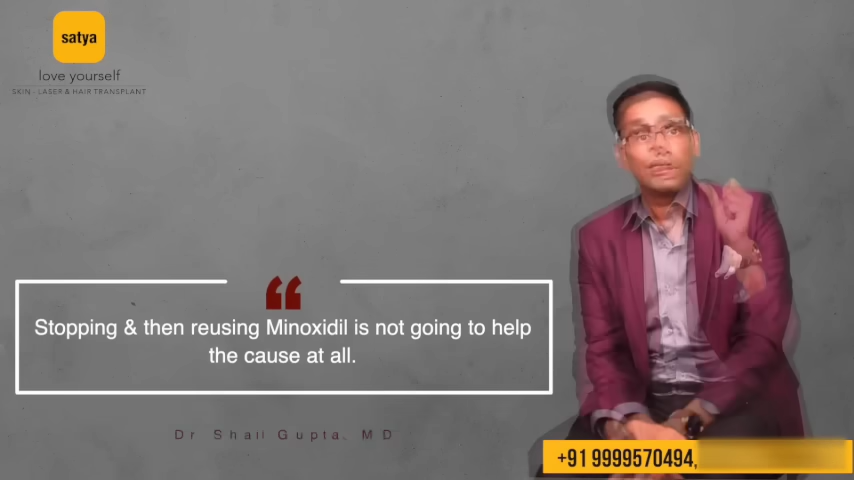 satya
love yourself
SKIN - LASER & HAIR TRANSPLANT
Stopping & then reusing Minoxidil is not going to help
the cause at all.
Dr Shail Gupta, MD
+91 9999570494,